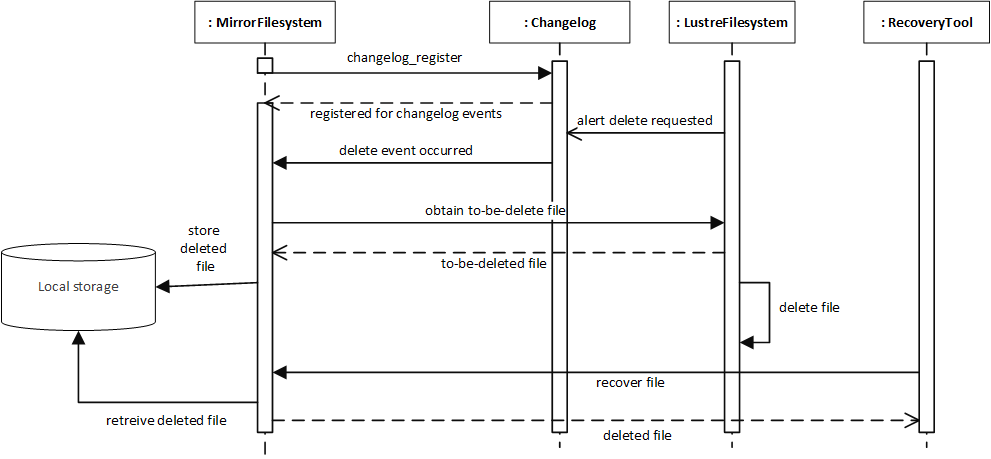 : MirrorFilesystem
: Changelog
: LustreFilesystem
: RecoveryTool
changelog_register
registered for changelog events
alert delete requested
delete event occurred
obtain to-be-delete file
store
deleted
file
to-be-deleted file
Local storage
delete file
recover file
retreive deleted file
deleted file